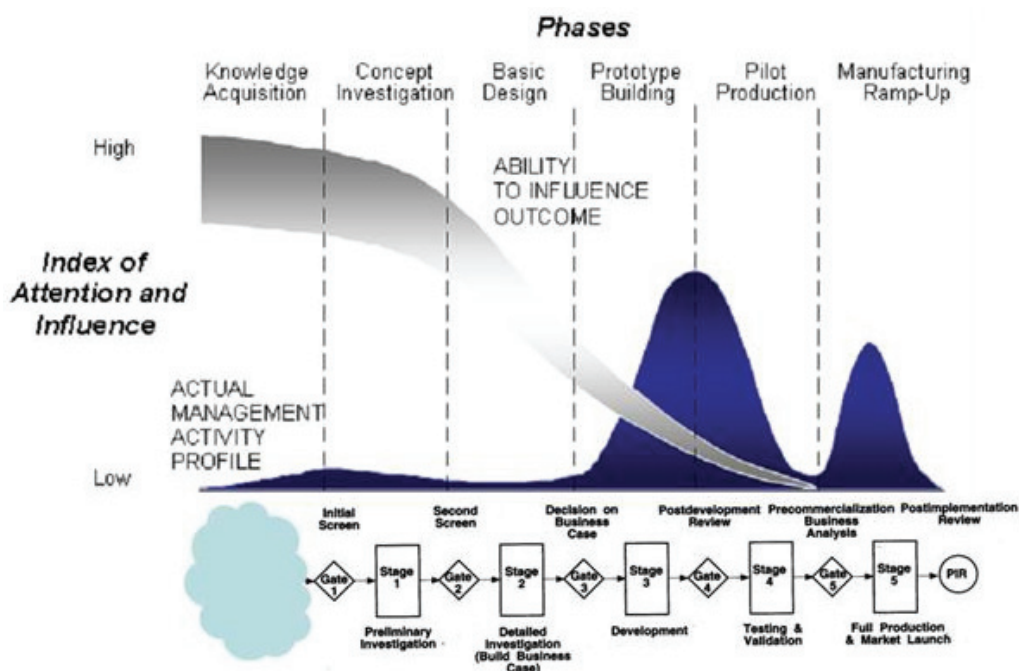 Phases
Knowledge Acquisition
Concept Investigation
Basic Design
Prototype Building
Pilot Production
Manufacturing Ramp-Up
High
ABILITY
TO INFLUENCE
OUTCOME
Index of
Attention and
Influence
ACTUAL
MANAGEMENT
ACTIVITY
PROFILE
Low
Initial Screen
Second Screen
Decision on Business Case
Postdevelopment Review
Precommercialization Business Analysis
Postimplementation Review
Gate 1
Stage 1
Gate 2
Stage 2
Gate 3
Stage 3
Gate 4
Stage 4
Gate 5
Stage 5
PIR
Preliminary Investigation
Detailed Investigation (Build Business Case)
Development
Testing & Validation
Full Production & Market Launch